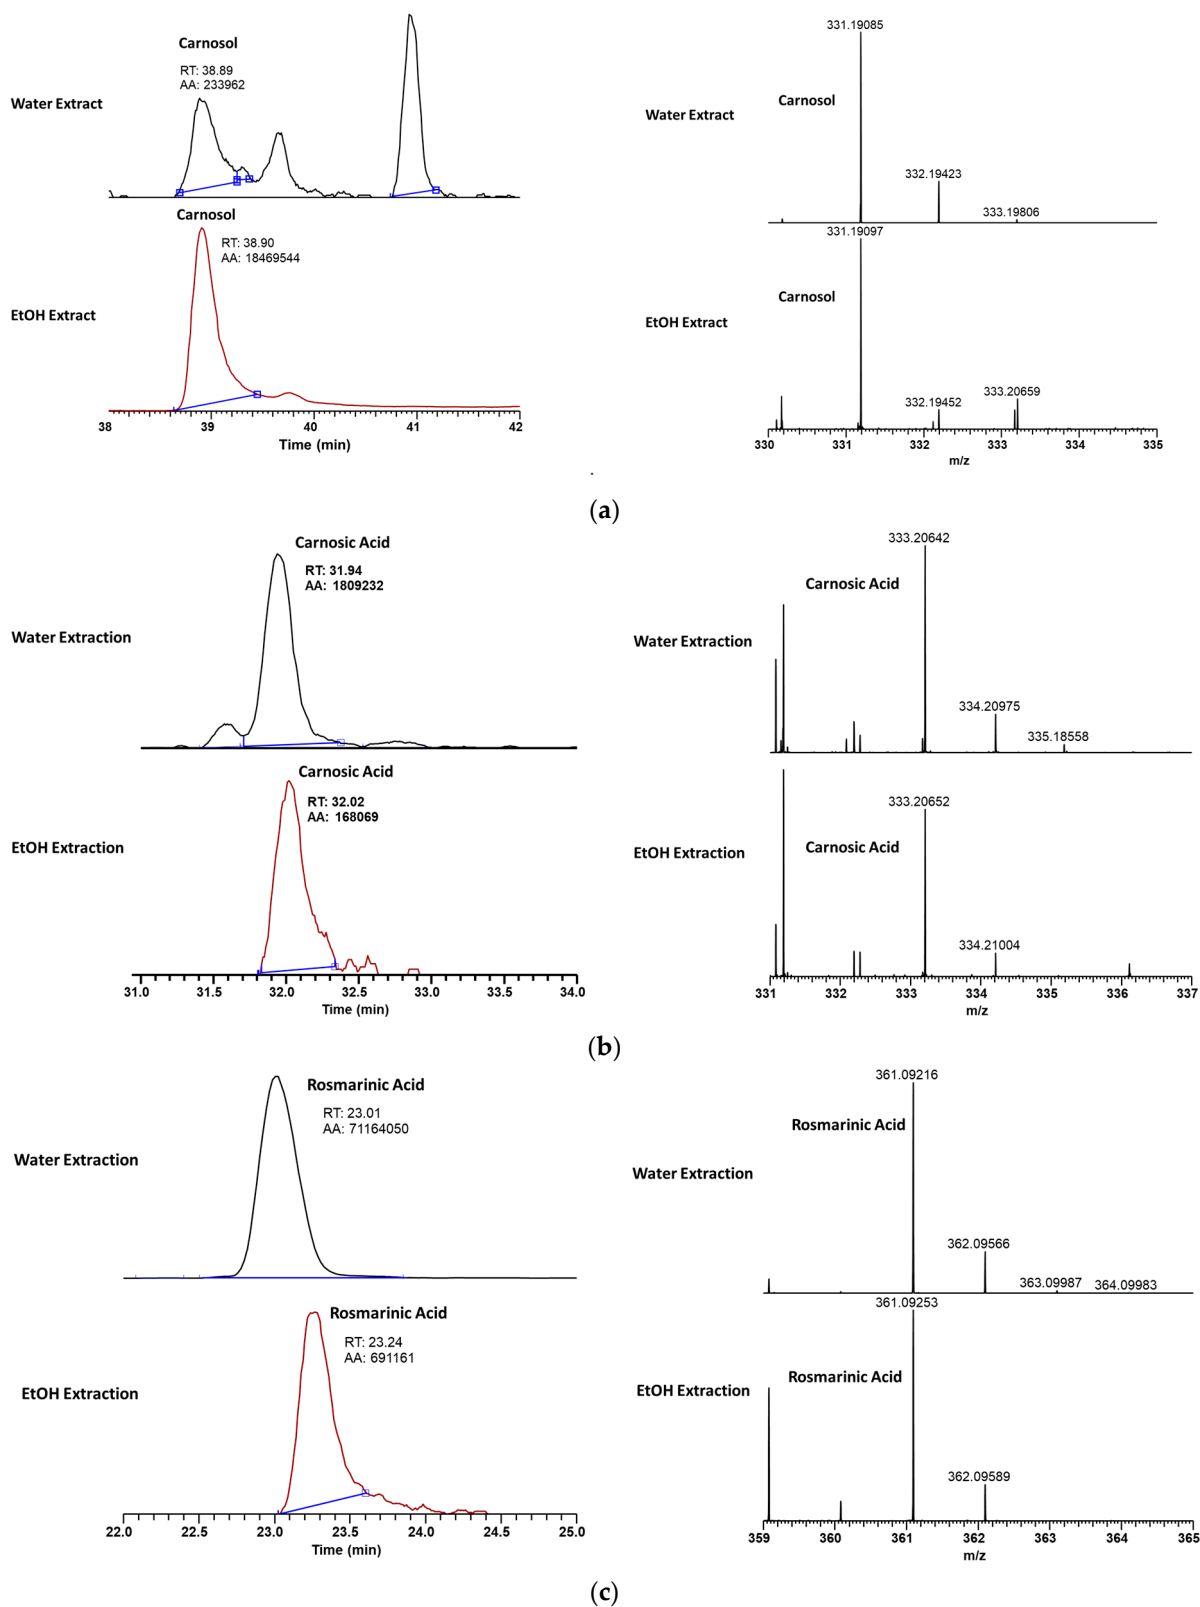 Carnosol
RT: 38.89
AA: 233962
Water Extract
Carnosol
RT: 38.90
AA: 18469544
EtOH Extract
38 39 40 41 42
Time (min)
331.19085
Carnosol
Water Extract
332.19423
333.19806
331.19097
Carnosol
EtOH Extract
333.20659
332.19452
330 331 332 333 334 335
m/z
(a)
Carnosic Acid
RT: 31.94
AA: 1809232
Water Extraction
Carnosic Acid
RT: 32.02
AA: 168069
EtOH Extraction
31.0 31.5 32.0 32.5 33.0 33.5 34.0
Time (min)
333.20642
Carnosic Acid
Water Extraction
334.20975
335.18558
333.20652
EtOH Extraction
Carnosic Acid
334.21004
331 332 333 334 335 336 337
m/z
(b)
Rosmarinic Acid
RT: 23.01
AA: 71164050
Water Extraction
Rosmarinic Acid
RT: 23.24
AA: 691161
EtOH Extraction
22.0 22.5 23.0 23.5 24.0 24.5 25.0
Time (min)
361.09216
Rosmarinic Acid
Water Extraction
362.09566
363.09987 364.09983
361.09253
Rosmarinic Acid
EtOH Extraction
362.09589
359 360 361 362 363 364 365
m/z
(c)